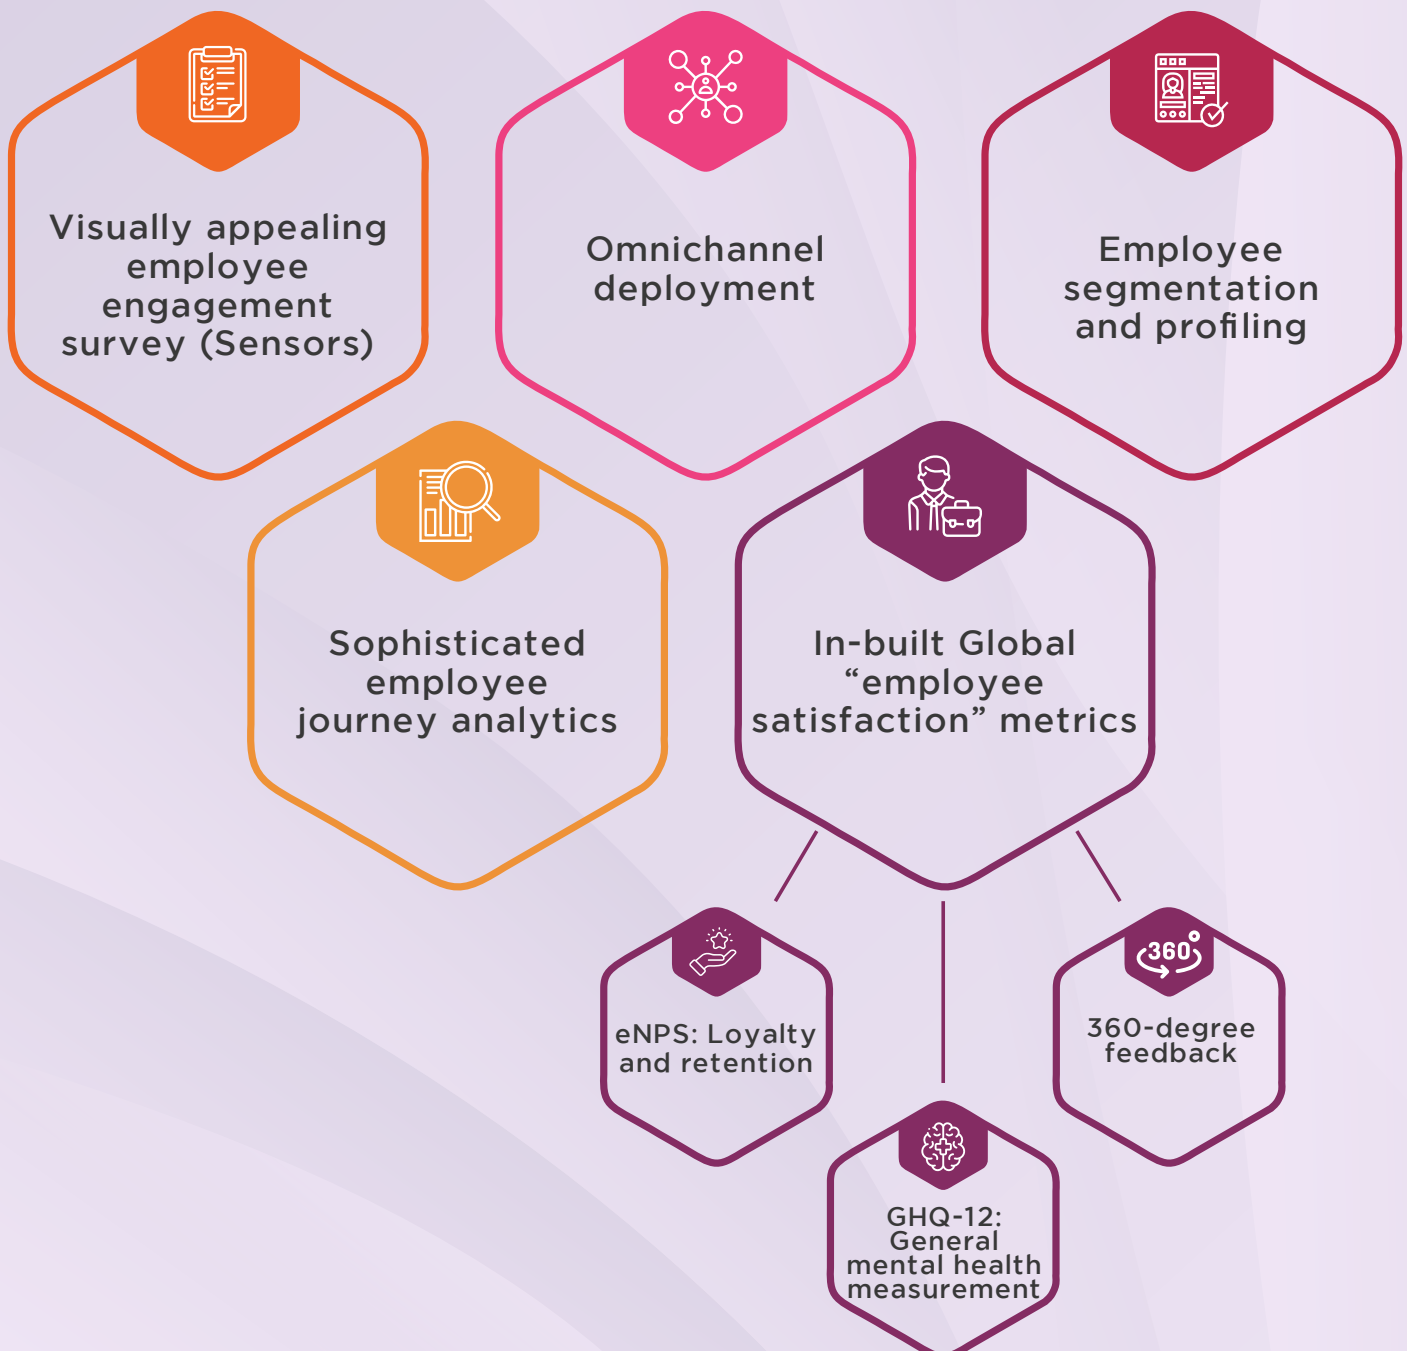 Visually appealing
employee
engagement
survey (Sensors)
Omnichannel
deployment
Employee
segmentation
and profiling
Sophisticated
employee
journey analytics
In-built Global
“employee
satisfaction” metrics
eNPS: Loyalty
and retention
360°
360-degree
feedback
GHQ-12:
General
mental health
measurement